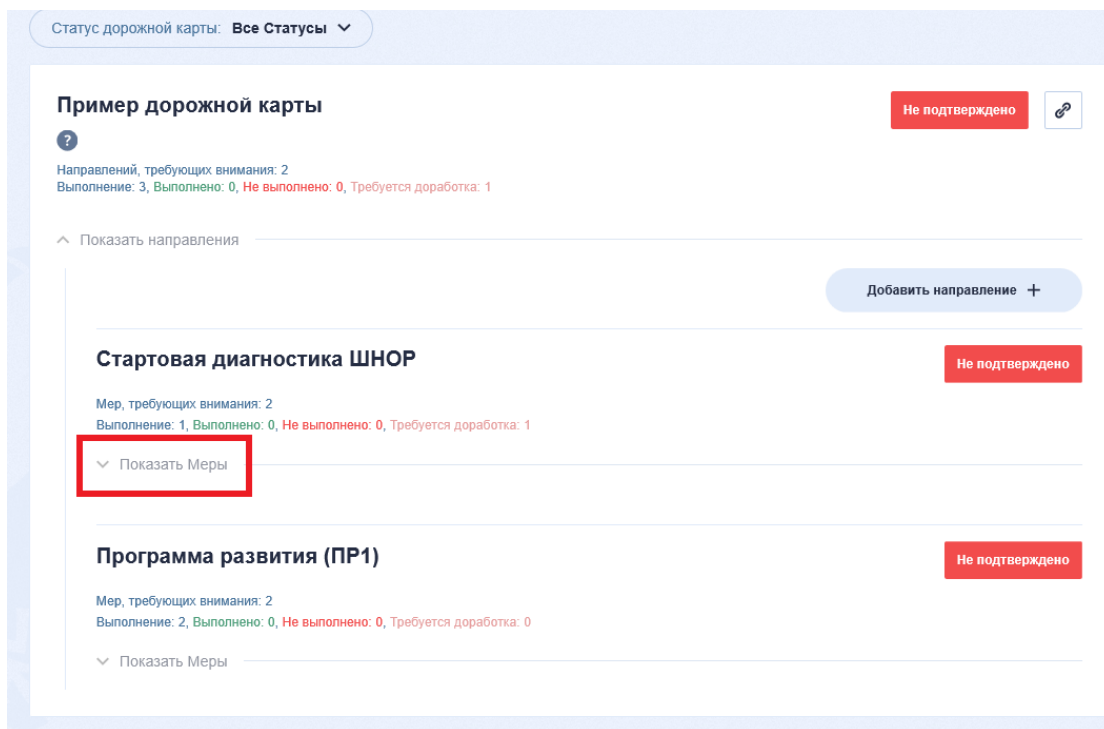 Статус дорожной карты: Все Статусы
Пример дорожной карты
Не подтверждено
?
Направлений, требующих внимания: 2
Выполнение: 3, Выполнено: 0, Не выполнено: 0, Требуется доработка: 1
Показать направления
Добавить направление +
Стартовая диагностика ШНОР
Не подтверждено
Мер, требующих внимания: 2
Выполнение: 1, Выполнено: 0, Не выполнено: 0, Требуется доработка: 1
Показать Меры
Программа развития (ПР1)
Не подтверждено
Мер, требующих внимания: 2
Выполнение: 2, Выполнено: 0, Не выполнено: 0, Требуется доработка: 0
Показать Меры